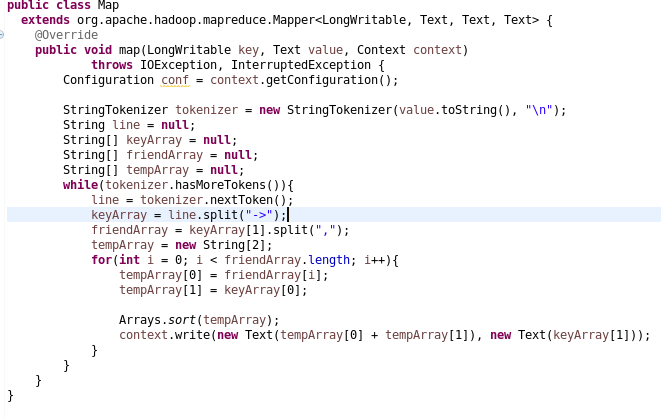 public class Map
  extends org.apache.hadoop.mapreduce.Mapper<LongWritable, Text, Text, Text> {
    @Override
    public void map(LongWritable key, Text value, Context context)
            throws IOException, InterruptedException {
        Configuration conf = context.getConfiguration();

        StringTokenizer tokenizer = new StringTokenizer(value.toString(), "\n");
        String line = null;
        String[] keyArray = null;
        String[] friendArray = null;
        String[] tempArray = null;
        while(tokenizer.hasMoreTokens()){
            line = tokenizer.nextToken();
            keyArray = line.split("->");
            friendArray = keyArray[1].split(",");
            tempArray = new String[2];
            for(int i = 0; i < friendArray.length; i++){
                tempArray[0] = friendArray[i];
                tempArray[1] = keyArray[0];

                Arrays.sort(tempArray);
                context.write(new Text(tempArray[0] + tempArray[1]), new Text(keyArray[1]));
            }
        }
    }
}